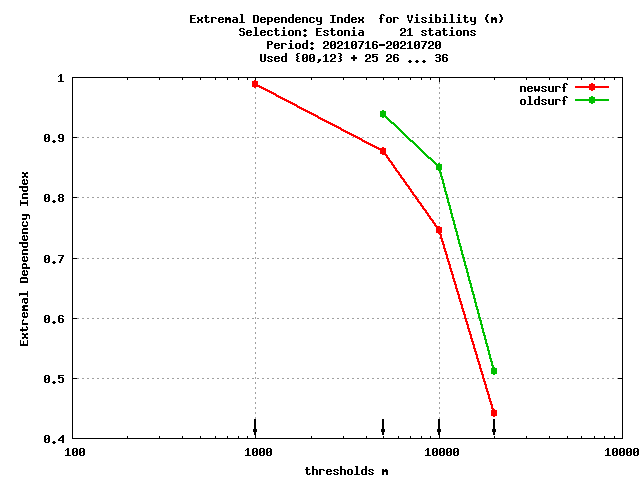 Extremal Dependency Index  for Visibility (m)
Selection: Estonia     21 stations
Period: 20210716-20210720
Used {00,12} + 25 26 ... 36
newsurf
oldsurf
1
0.9
0.8
0.7
0.6
0.5
0.4
Extremal Dependency Index
100 1000 10000 10000
thresholds m